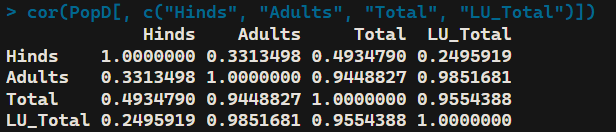 > cor(PopD[, c("Hinds", "Adults", "Total", "LU_Total")])
Hinds Adults Total LU_Total
Hinds 1.0000000 0.3313498 0.4934790 0.2495919
Adults 0.3313498 1.0000000 0.9448827 0.9851681
Total 0.4934790 0.9448827 1.0000000 0.9554388
LU_Total 0.2495919 0.9851681 0.9554388 1.0000000